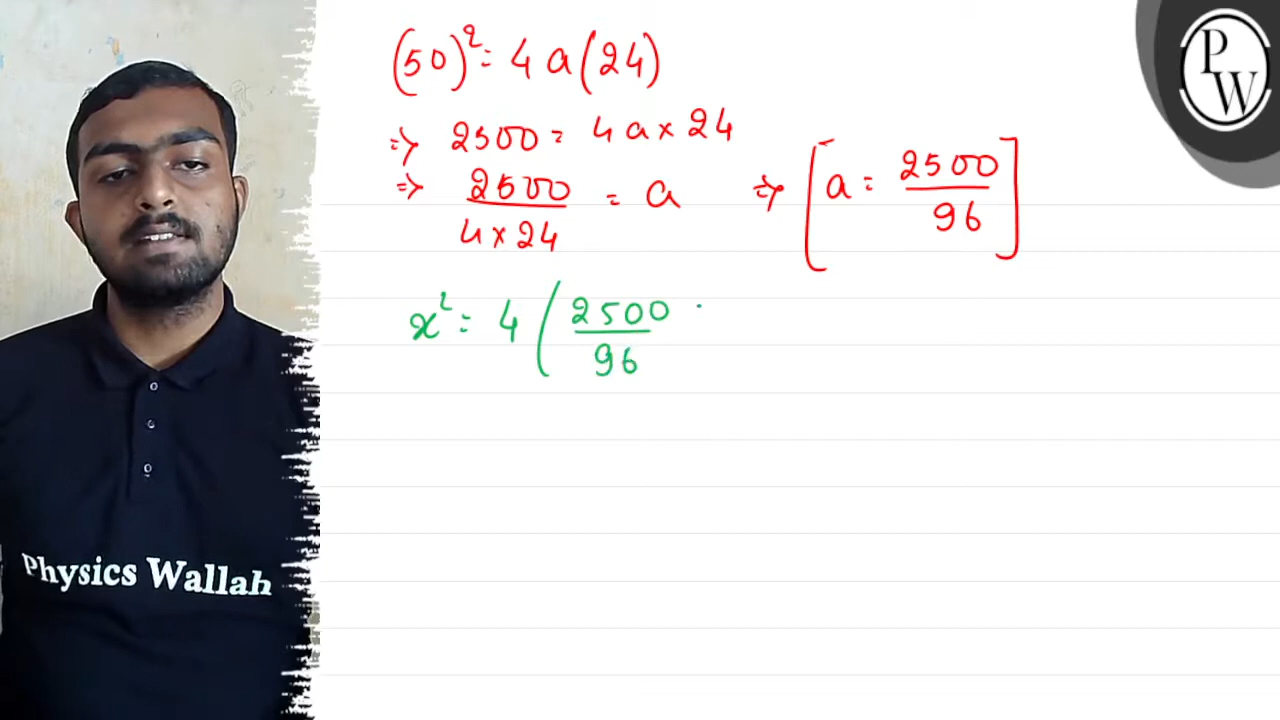 (50)² = 4a(24)
⇒ 2500 = 4a × 24
⇒ 2500/4×24 = a ⇒ [a = 2500/96]
x² = 4(2500/96
PW
Physics Wallah